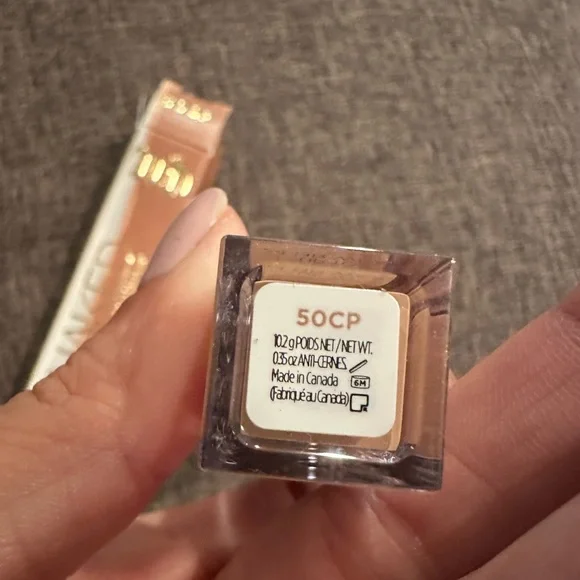 50CP
10.2 g POIDS NET / NET WT.
0.35 oz ANTI-CERNES
Made in Canada
6M
(Fabriqué au Canada)
NAKED